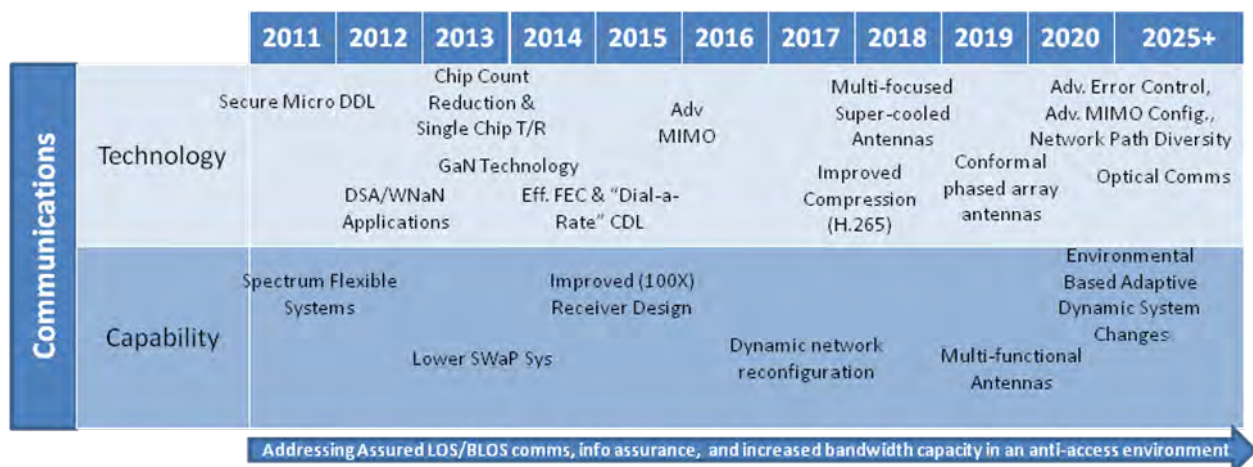 2011 2012 2013 2014 2015 2016 2017 2018 2019 2020 2025+
Communications
Technology
Secure Micro DDL
Chip Count
Reduction &
Single Chip T/R
GaN Technology
DSA/WNaN
Applications
Eff. FEC & “Dial-a-
Rate” CDL
Adv
MIMO
Multi-focused
Super-cooled
Antennas
Improved
Compression
(H.265)
Conformal
phased array
antennas
Adv. Error Control,
Adv. MIMO Config.,
Network Path Diversity
Optical Comms
Capability
Spectrum Flexible
Systems
Lower SWaP Sys
Improved (100X)
Receiver Design
Dynamic network
reconfiguration
Multi-functional
Antennas
Environmental
Based Adaptive
Dynamic System
Changes
Addressing Assured LOS/BLOS comms, info assurance, and increased bandwidth capacity in an anti-access environment